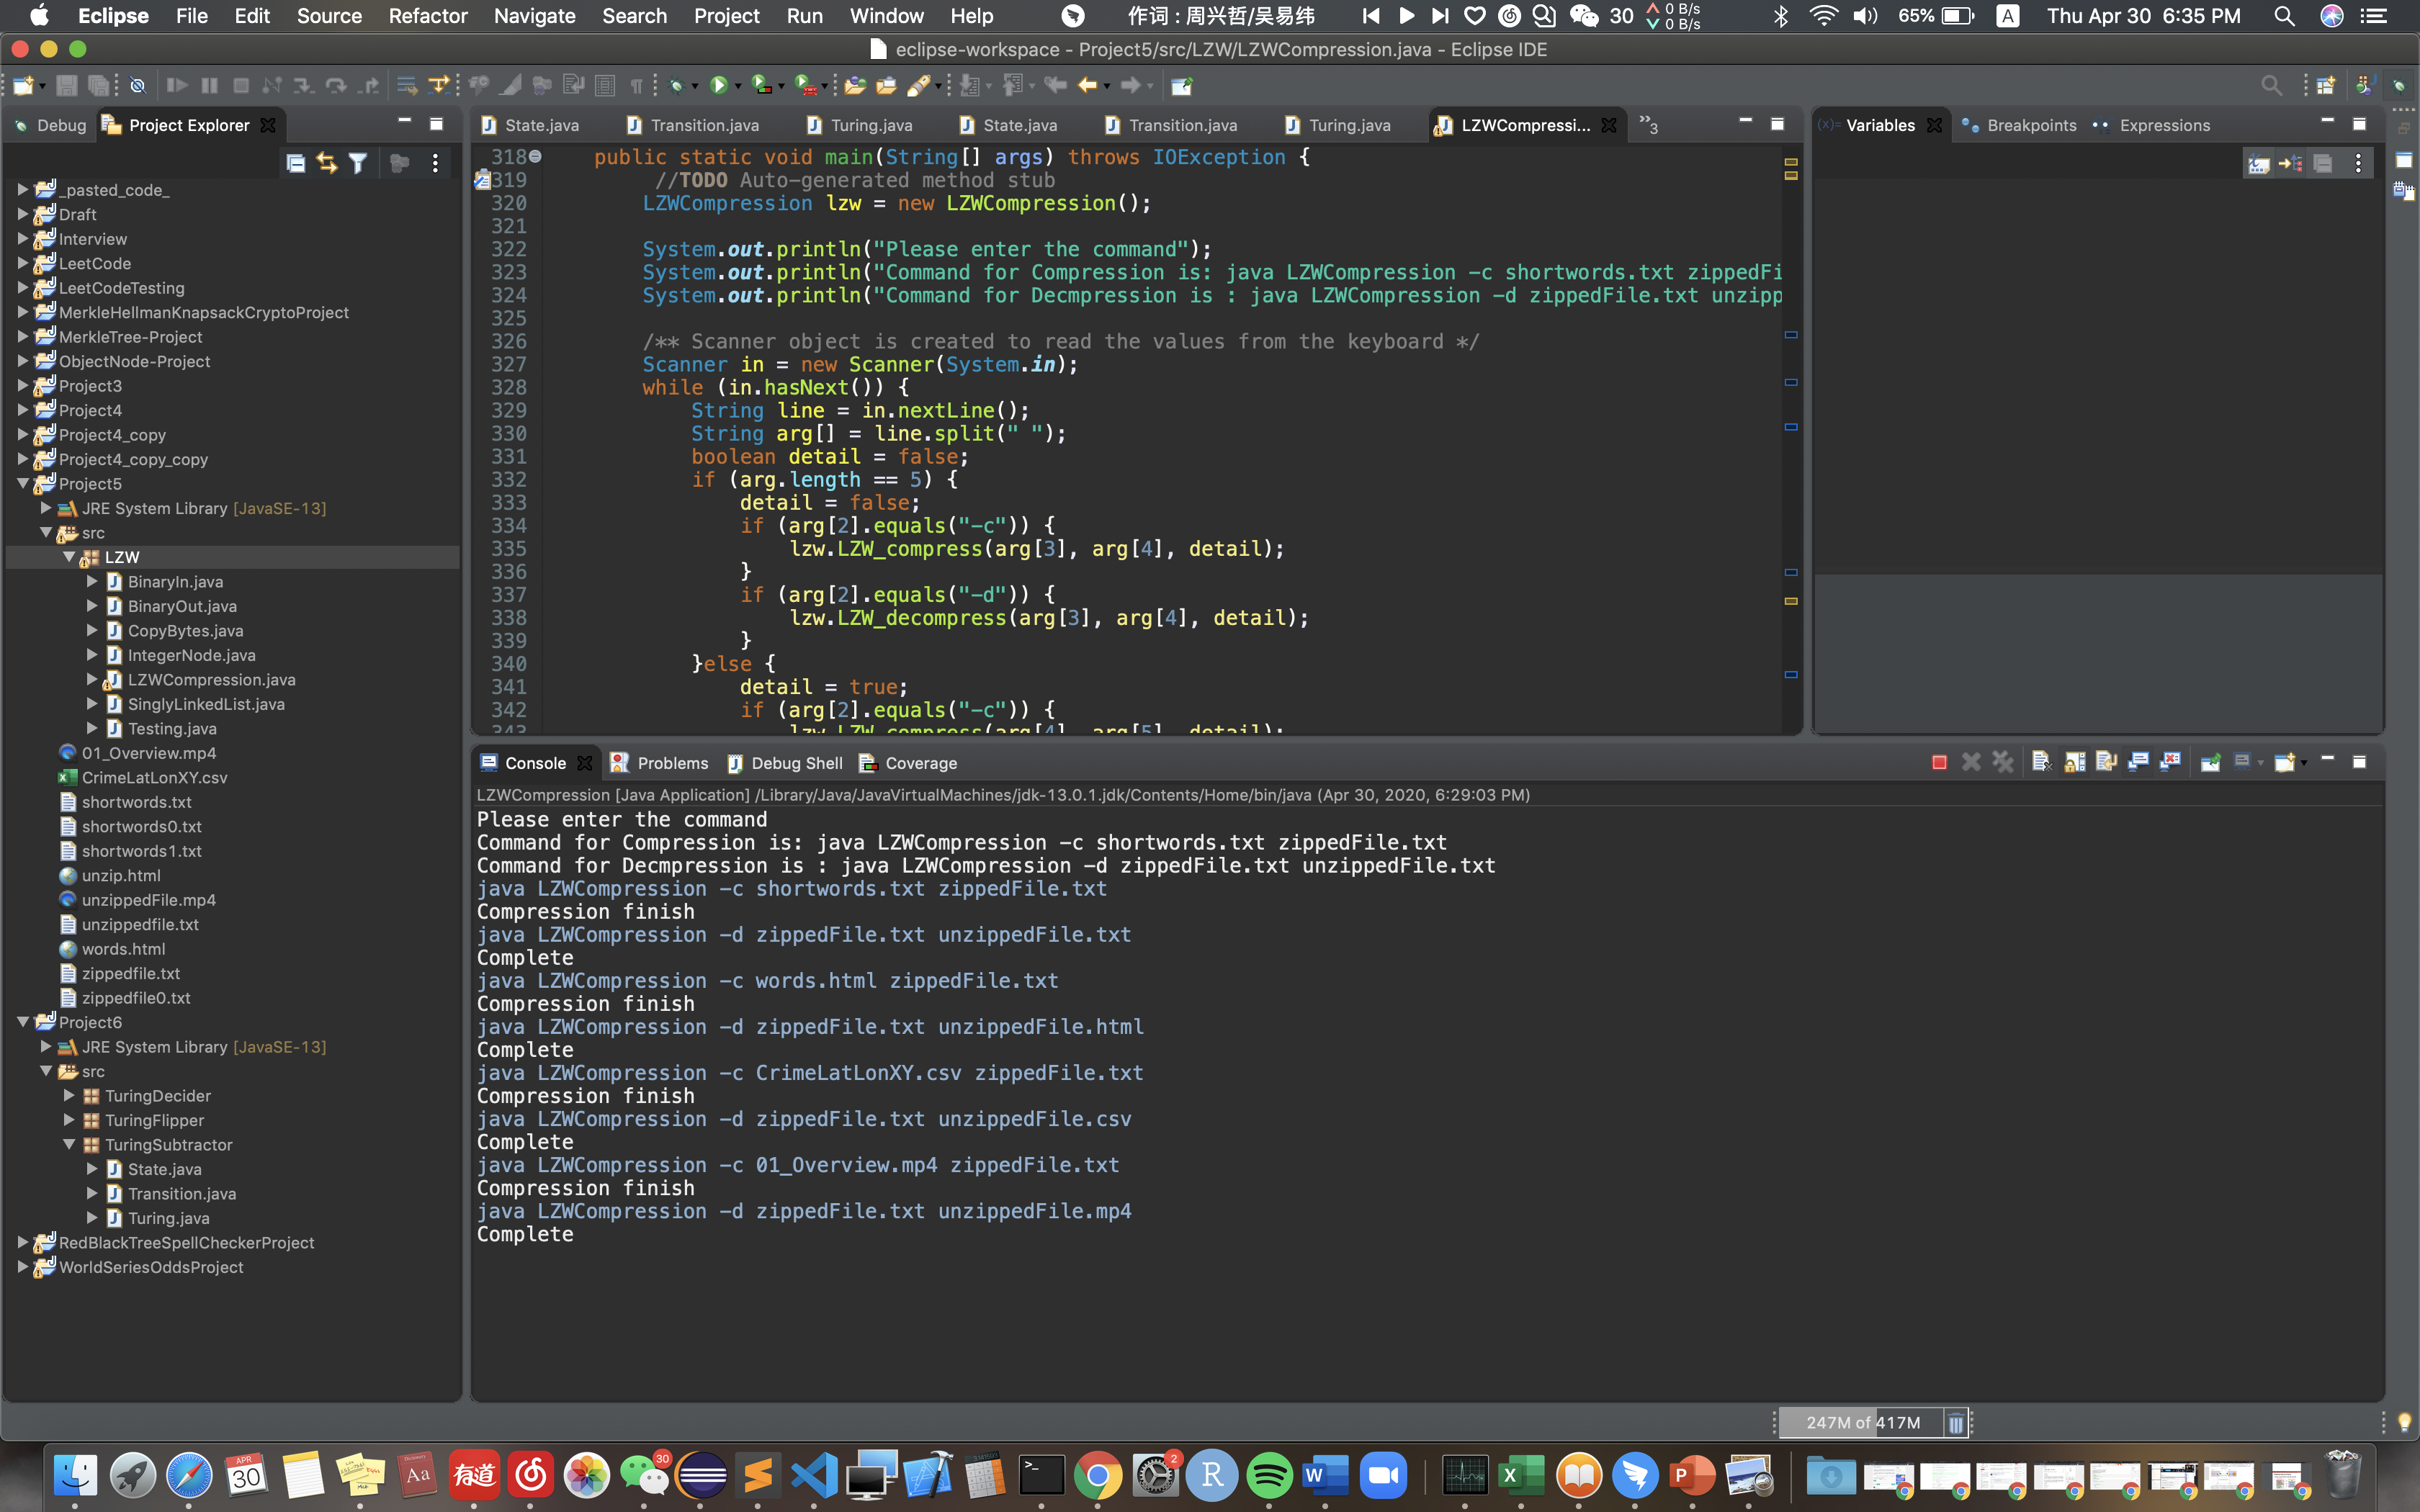 Eclipse File Edit Source Refactor Navigate Search Project Run Window Help 作词 : 周兴哲/吴易纬 30 0 B/s 0 B/s 65% A Thu Apr 30 6:35 PM
eclipse-workspace - Project5/src/LZW/LZWCompression.java - Eclipse IDE
Debug Project Explorer
_pasted_code_
Draft
Interview
LeetCode
LeetCodeTesting
MerkleHellmanKnapsackCryptoProject
MerkleTree-Project
ObjectNode-Project
Project3
Project4
Project4_copy
Project4_copy_copy
Project5
JRE System Library [JavaSE-13]
src
LZW
BinaryIn.java
BinaryOut.java
CopyBytes.java
IntegerNode.java
LZWCompression.java
SinglyLinkedList.java
Testing.java
01_Overview.mp4
CrimeLatLonXY.csv
shortwords.txt
shortwords0.txt
shortwords1.txt
unzip.html
unzippedFile.mp4
unzippedfile.txt
words.html
zippedfile.txt
zippedfile0.txt
Project6
JRE System Library [JavaSE-13]
src
TuringDecider
TuringFlipper
TuringSubtractor
State.java
Transition.java
Turing.java
RedBlackTreeSpellCheckerProject
WorldSeriesOddsProject
State.java Transition.java Turing.java State.java Transition.java Turing.java LZWCompressi... »3
318 public static void main(String[] args) throws IOException {
319 //TODO Auto-generated method stub
320 LZWCompression lzw = new LZWCompression();
321
322 System.out.println("Please enter the command");
323 System.out.println("Command for Compression is: java LZWCompression -c shortwords.txt zippedFi
324 System.out.println("Command for Decmpression is : java LZWCompression -d zippedFile.txt unzipp
325
326 /** Scanner object is created to read the values from the keyboard */
327 Scanner in = new Scanner(System.in);
328 while (in.hasNext()) {
329 String line = in.nextLine();
330 String arg[] = line.split(" ");
331 boolean detail = false;
332 if (arg.length == 5) {
333 detail = false;
334 if (arg[2].equals("-c")) {
335 lzw.LZW_compress(arg[3], arg[4], detail);
336 }
337 if (arg[2].equals("-d")) {
338 lzw.LZW_decompress(arg[3], arg[4], detail);
339 }
340 }else {
341 detail = true;
342 if (arg[2].equals("-c")) {
343 lzw.LZW_compress(arg[4], arg[5], detail);
(x)= Variables Breakpoints Expressions
Console Problems Debug Shell Coverage
LZWCompression [Java Application] /Library/Java/JavaVirtualMachines/jdk-13.0.1.jdk/Contents/Home/bin/java (Apr 30, 2020, 6:29:03 PM)
Please enter the command
Command for Compression is: java LZWCompression -c shortwords.txt zippedFile.txt
Command for Decmpression is : java LZWCompression -d zippedFile.txt unzippedFile.txt
java LZWCompression -c shortwords.txt zippedFile.txt
Compression finish
java LZWCompression -d zippedFile.txt unzippedFile.txt
Complete
java LZWCompression -c words.html zippedFile.txt
Compression finish
java LZWCompression -d zippedFile.txt unzippedFile.html
Complete
java LZWCompression -c CrimeLatLonXY.csv zippedFile.txt
Compression finish
java LZWCompression -d zippedFile.txt unzippedFile.csv
Complete
java LZWCompression -c 01_Overview.mp4 zippedFile.txt
Compression finish
java LZWCompression -d zippedFile.txt unzippedFile.mp4
Complete
247M of 417M
APR 30 Aa 有道 30 >_ 2 R W X P